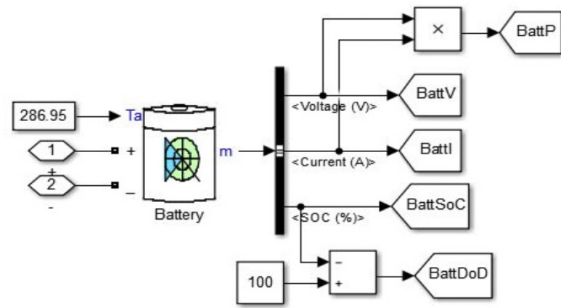 ×
BattP
<Voltage (V)>
BattV
286.95
Ta
1
+
+
m
<Current (A)>
BattI
2
−
-
Battery
<SOC (%)>
BattSoC
100
−
+
BattDoD